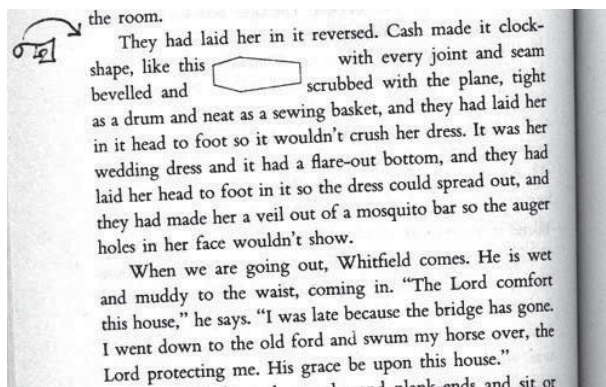 the room.
They had laid her in it reversed. Cash made it clock-
shape, like this with every joint and seam
bevelled and scrubbed with the plane, tight
as a drum and neat as a sewing basket, and they had laid her
in it head to foot so it wouldn't crush her dress. It was her
wedding dress and it had a flare-out bottom, and they had
laid her head to foot in it so the dress could spread out, and
they had made her a veil out of a mosquito bar so the auger
holes in her face wouldn't show.
When we are going out, Whitfield comes. He is wet
and muddy to the waist, coming in. "The Lord comfort
this house," he says. "I was late because the bridge has gone.
I went down to the old ford and swum my horse over, the
Lord protecting me. His grace be upon this house."
plank-ends and sit or